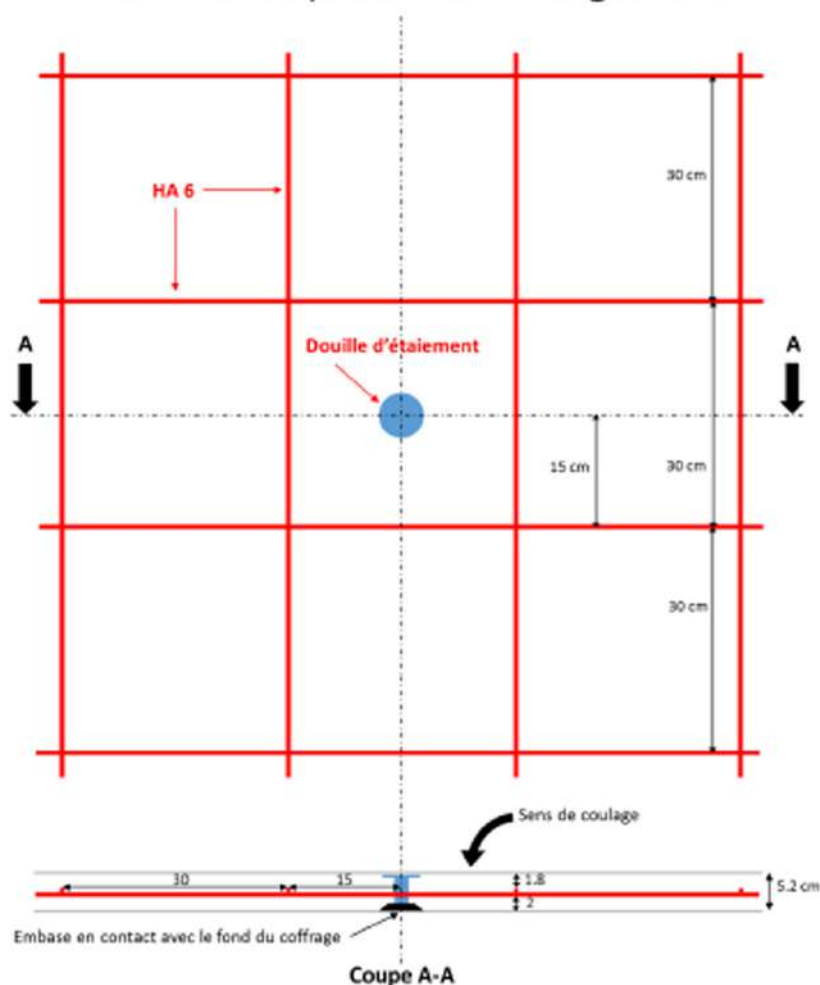 30 cm
HA 6
A
A
Douille d'étaiement
15 cm
30 cm
30 cm
Sens de coulage
30
15
1.8
2
5.2 cm
Embase en contact avec le fond du coffrage
Coupe A-A